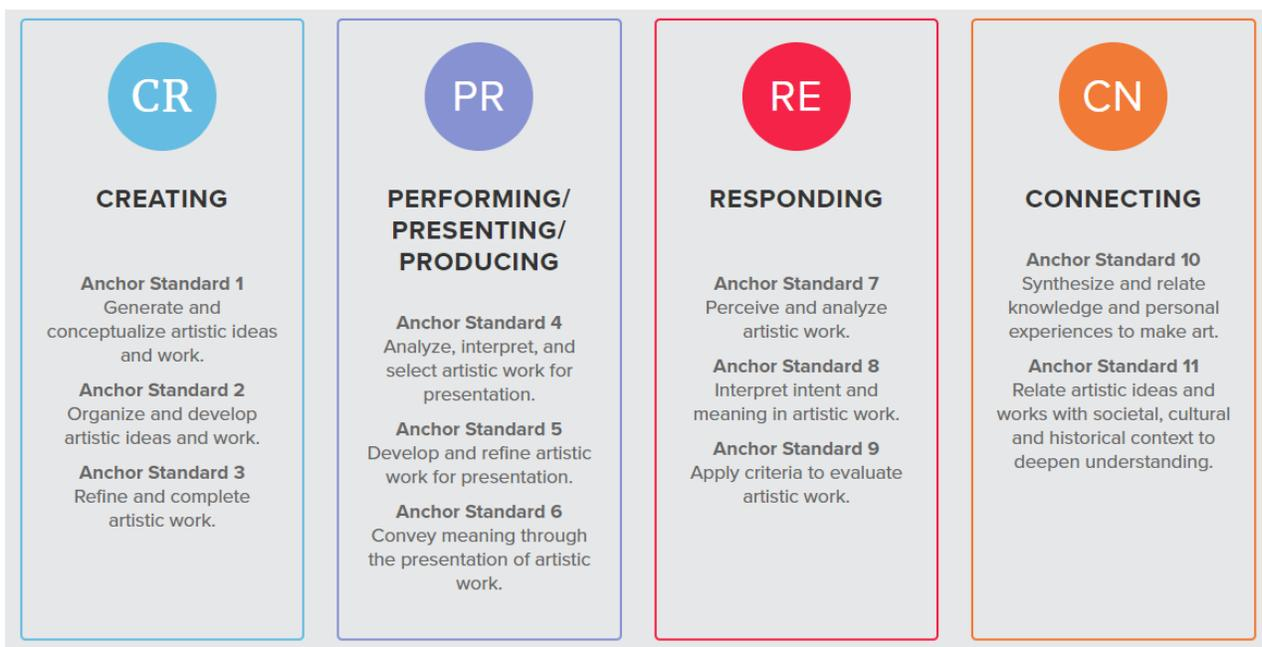 CR
CREATING
Anchor Standard 1
Generate and
conceptualize artistic ideas
and work.
Anchor Standard 2
Organize and develop
artistic ideas and work.
Anchor Standard 3
Refine and complete
artistic work.
PR
PERFORMING/
PRESENTING/
PRODUCING
Anchor Standard 4
Analyze, interpret, and
select artistic work for
presentation.
Anchor Standard 5
Develop and refine artistic
work for presentation.
Anchor Standard 6
Convey meaning through
the presentation of artistic
work.
RE
RESPONDING
Anchor Standard 7
Perceive and analyze
artistic work.
Anchor Standard 8
Interpret intent and
meaning in artistic work.
Anchor Standard 9
Apply criteria to evaluate
artistic work.
CN
CONNECTING
Anchor Standard 10
Synthesize and relate
knowledge and personal
experiences to make art.
Anchor Standard 11
Relate artistic ideas and
works with societal, cultural
and historical context to
deepen understanding.